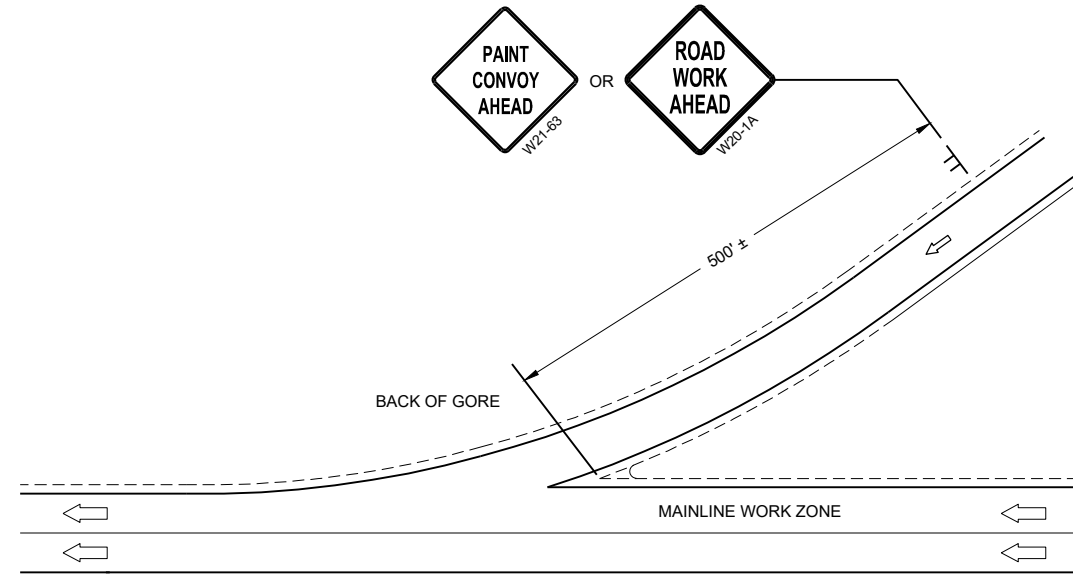 PAINT
CONVOY
AHEAD
W21-63
OR
ROAD
WORK
AHEAD
W20-1A
500' ±
BACK OF GORE
MAINLINE WORK ZONE